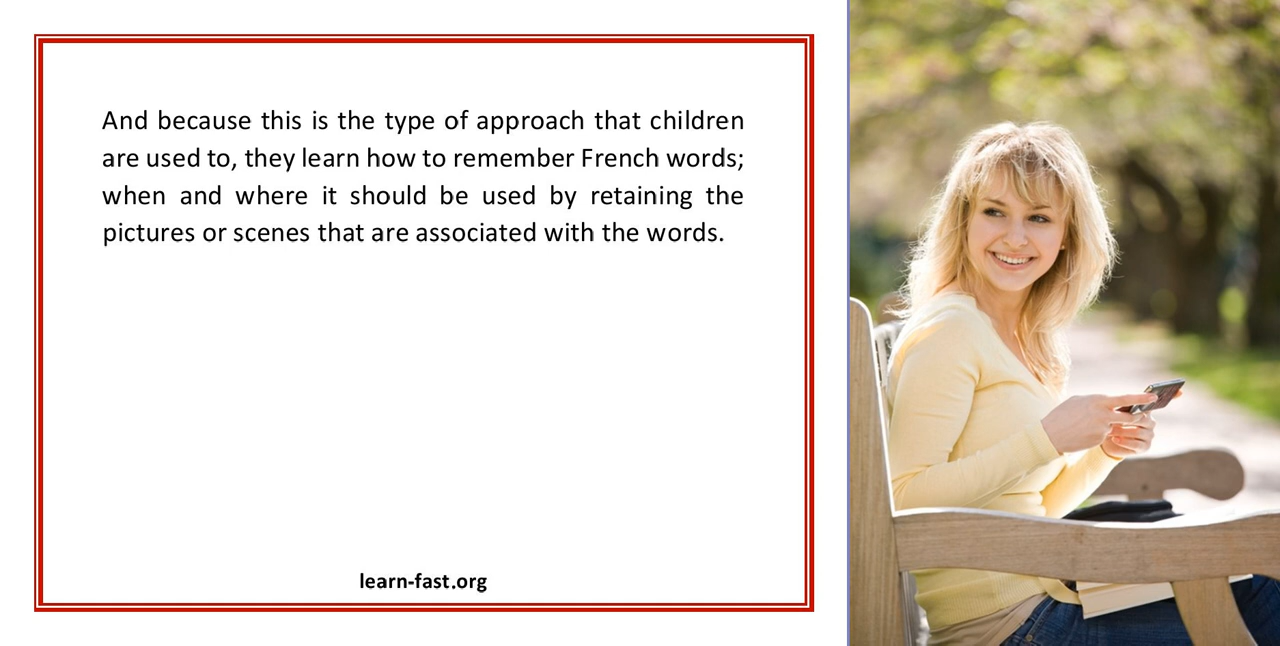 And because this is the type of approach that children
are used to, they learn how to remember French words;
when and where it should be used by retaining the
pictures or scenes that are associated with the words.
learn-fast.org